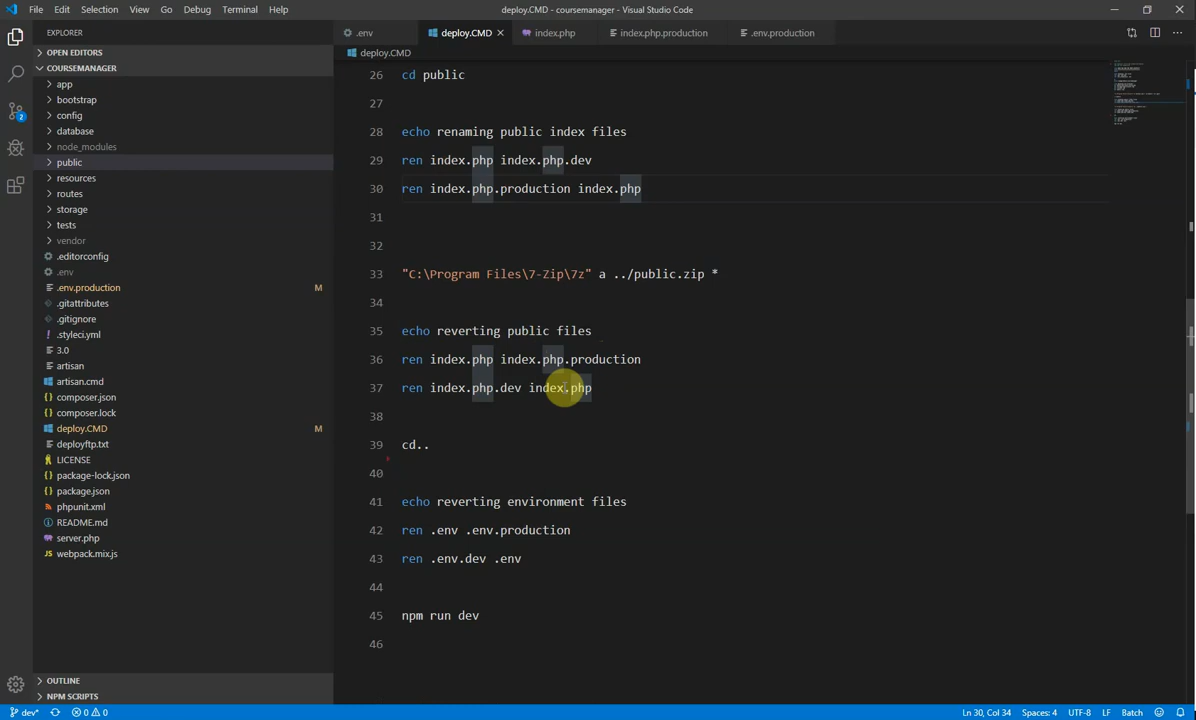 File Edit Selection View Go Debug Terminal Help
deploy.CMD - coursemanager - Visual Studio Code
EXPLORER
OPEN EDITORS
COURSEMANAGER
app
bootstrap
config
database
node_modules
public
resources
routes
storage
tests
vendor
.editorconfig
.env
.env.production M
.gitattributes
.gitignore
.styleci.yml
3.0
artisan
artisan.cmd
composer.json
composer.lock
deploy.CMD M
deployftp.txt
LICENSE
package-lock.json
package.json
phpunit.xml
README.md
server.php
webpack.mix.js
OUTLINE
NPM SCRIPTS
2
.env deploy.CMD index.php index.php.production .env.production
deploy.CMD
26 cd public
27
28 echo renaming public index files
29 ren index.php index.php.dev
30 ren index.php.production index.php
31
32
33 "C:\Program Files\7-Zip\7z" a ../public.zip *
34
35 echo reverting public files
36 ren index.php index.php.production
37 ren index.php.dev index.php
38
39 cd..
40
41 echo reverting environment files
42 ren .env .env.production
43 ren .env.dev .env
44
45 npm run dev
46
dev* 0 0 Ln 30, Col 34 Spaces: 4 UTF-8 LF Batch